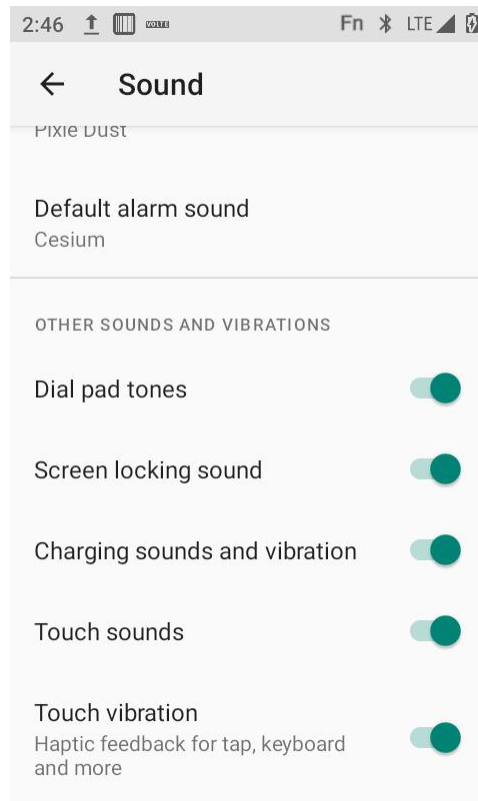 2:46 VOLTE Fn LTE
Sound
Pixie Dust
Default alarm sound
Cesium
OTHER SOUNDS AND VIBRATIONS
Dial pad tones
Screen locking sound
Charging sounds and vibration
Touch sounds
Touch vibration
Haptic feedback for tap, keyboard
and more